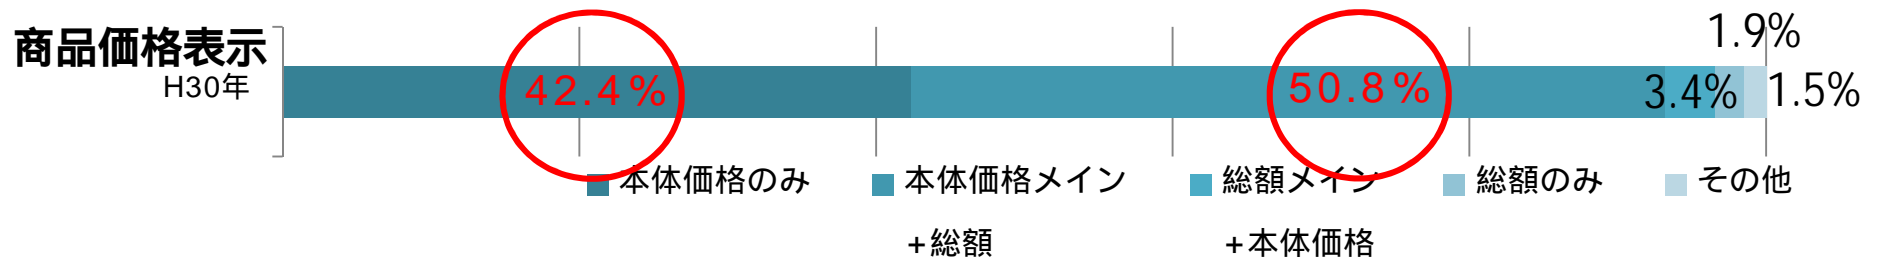 商品価格表示
H30年
42.4%
50.8%
3.4%
1.9%
1.5%
本体価格のみ
本体価格メイン
+総額
総額メイン
+本体価格
総額のみ
その他